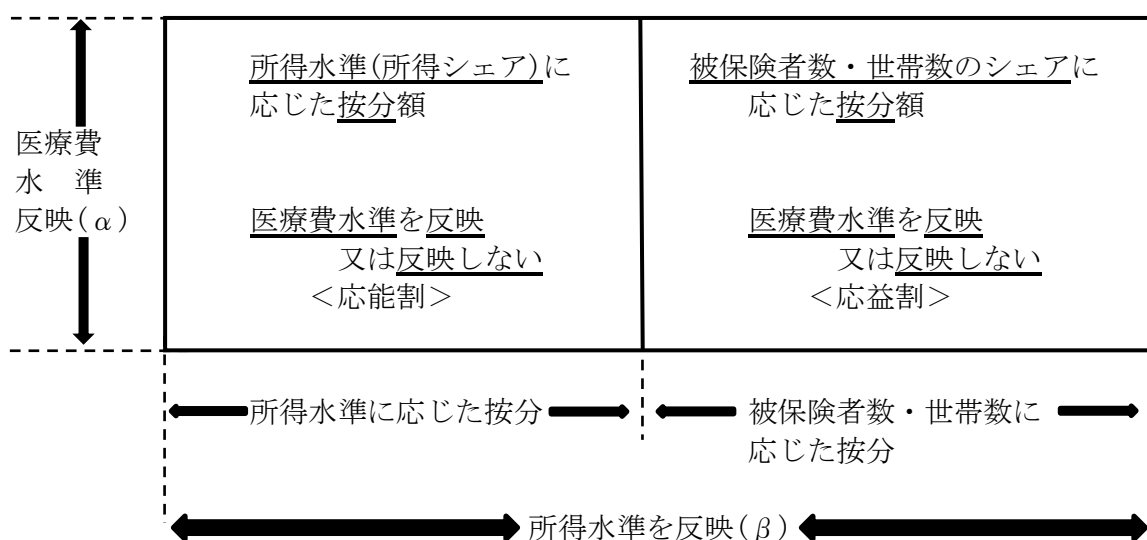 所得水準(所得シェア)に
応じた按分額
被保険者数・世帯数のシェアに
応じた按分額
医療費
水　準
反映(α)
医療費水準を反映
又は反映しない
＜応能割＞
医療費水準を反映
又は反映しない
＜応益割＞
所得水準に応じた按分
被保険者数・世帯数に
応じた按分
所得水準を反映(β)